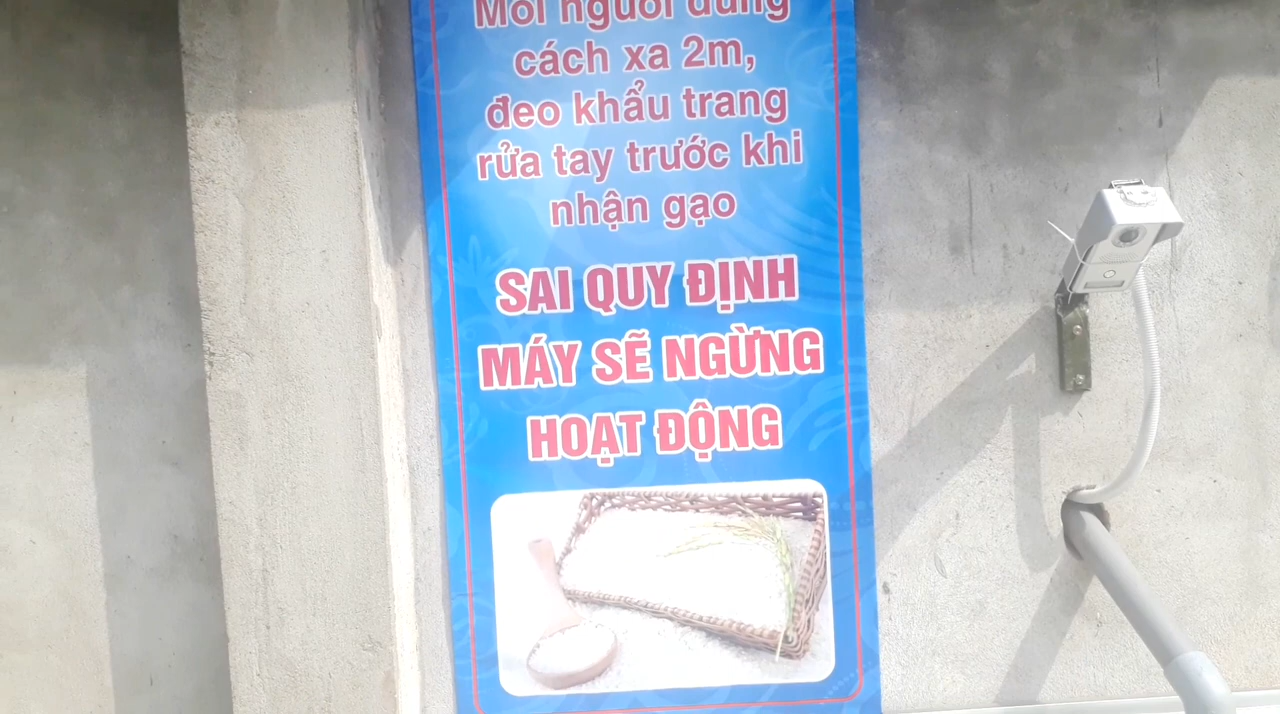 Mỗi người đứng
cách xa 2m,
đeo khẩu trang
rửa tay trước khi
nhận gạo
SAI QUY ĐỊNH
MÁY SẼ NGỪNG
HOẠT ĐỘNG